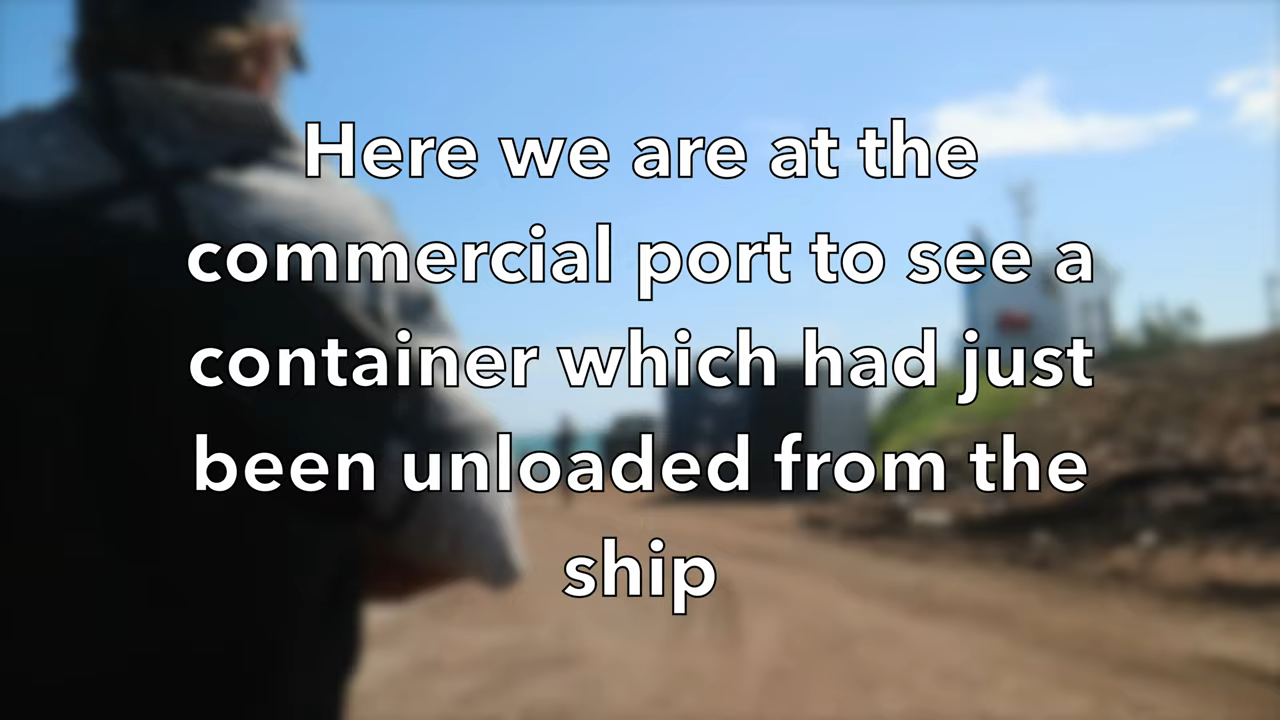 Here we are at the
commercial port to see a
container which had just
been unloaded from the
ship